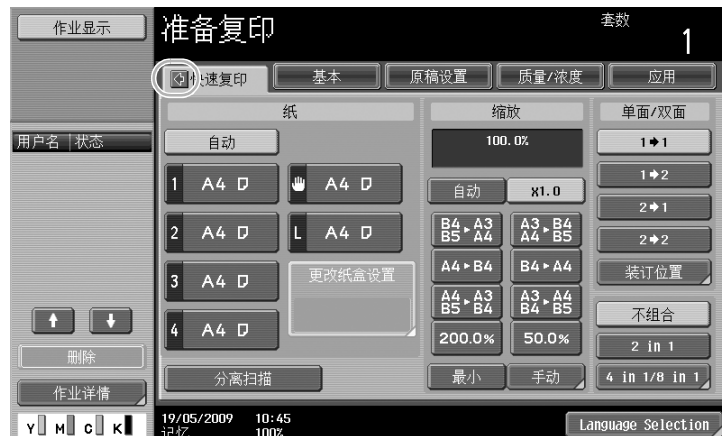 作业显示
准备复印
套数
1
快速复印
基本
原稿设置
质量/浓度
应用
纸
缩放
单面/双面
用户名 状态
自动
100.0%
1→1
1 A4
A4
自动
X1.0
1→2
2→1
2 A4
L A4
B4▸A3
B5▸A4
A3▸B4
A4▸B5
2→2
3 A4
更改纸盒设置
A4▸B4
B4▸A4
装订位置
A4▸A3
B5▸B4
A3▸A4
B4▸B5
不组合
4 A4
200.0%
50.0%
2 in 1
删除
分离扫描
最小
手动
4 in 1/8 in 1
作业详情
Y M C K
19/05/2009 10:45
记忆 100%
Language Selection